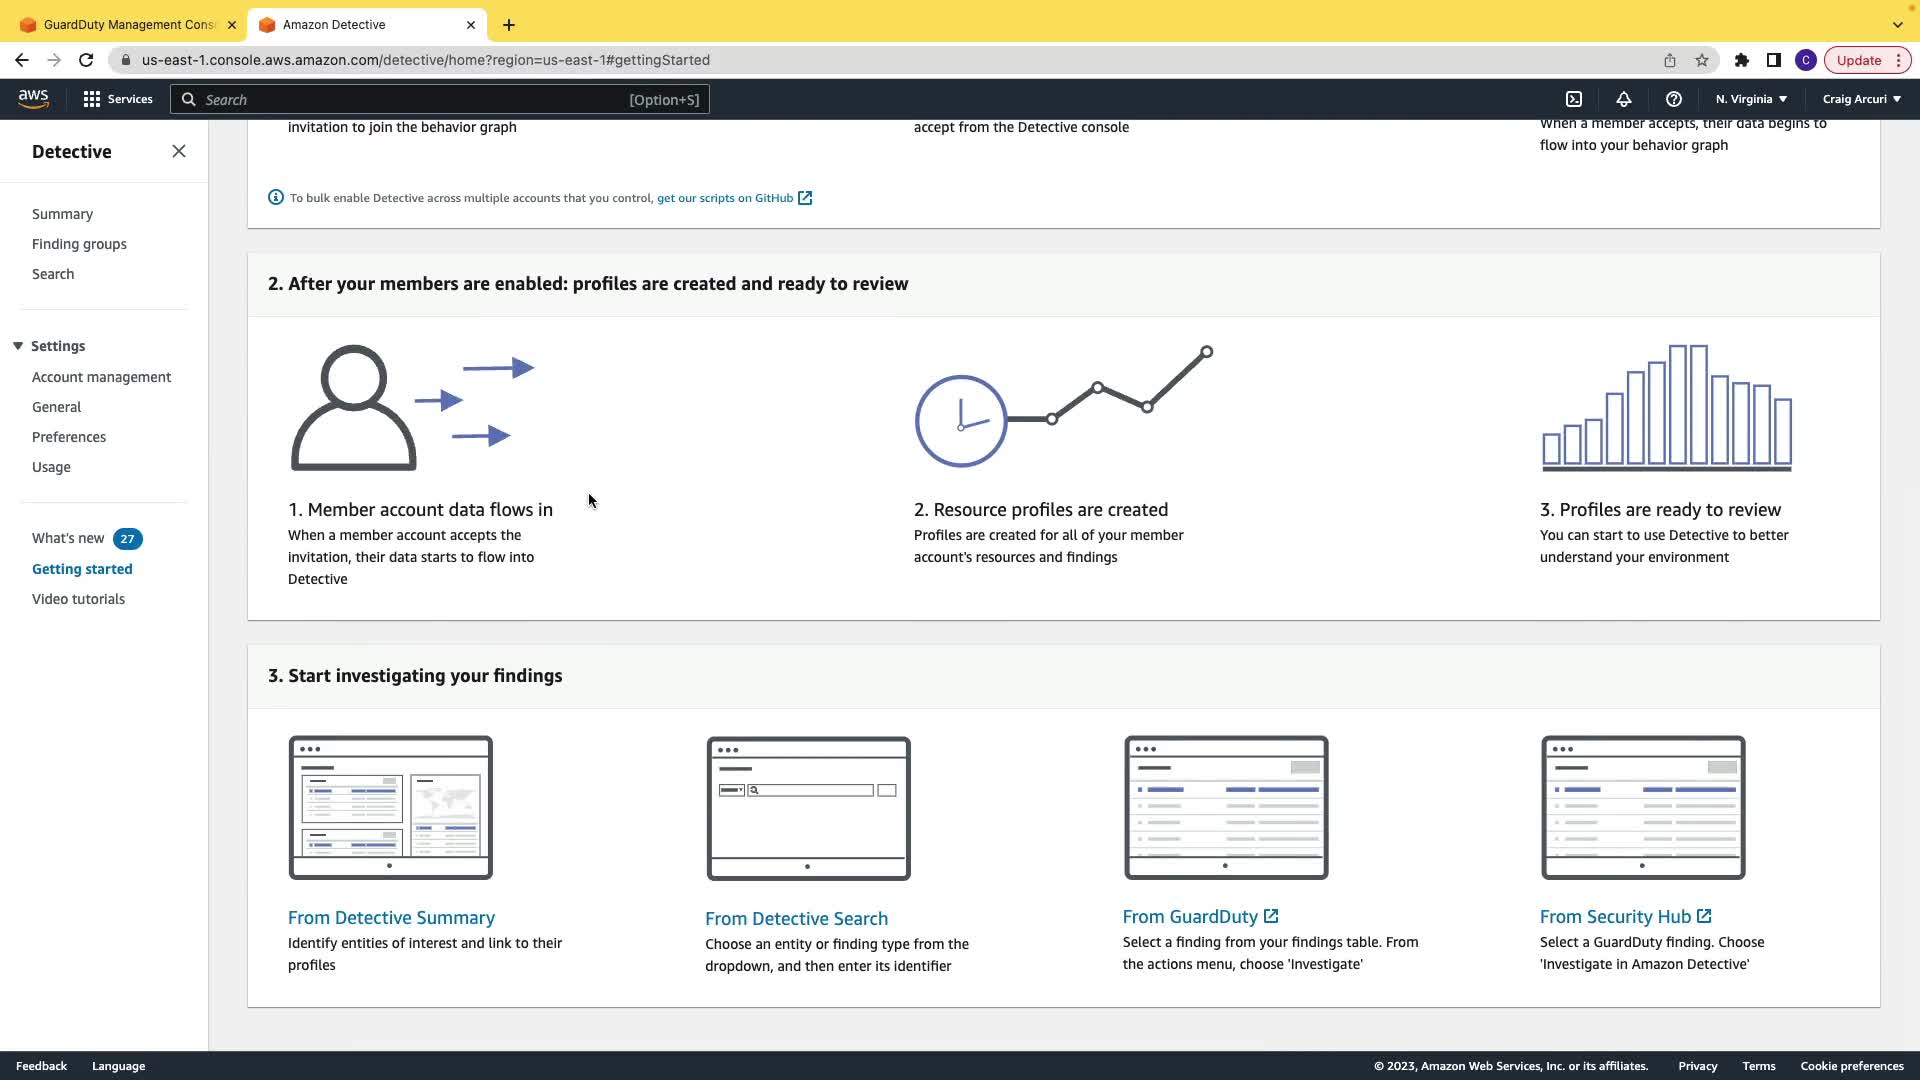 GuardDuty Management Conso
Amazon Detective
us-east-1.console.aws.amazon.com/detective/home?region=us-east-1#gettingStarted
C
Update
aws
Services
Search
[Option+S]
N. Virginia
Craig Arcuri
Detective
Summary
Finding groups
Search
Settings
Account management
General
Preferences
Usage
What's new 27
Getting started
Video tutorials
invitation to join the behavior graph
accept from the Detective console
When a member accepts, their data begins to
flow into your behavior graph
To bulk enable Detective across multiple accounts that you control, get our scripts on GitHub
2. After your members are enabled: profiles are created and ready to review
1. Member account data flows in
When a member account accepts the
invitation, their data starts to flow into
Detective
2. Resource profiles are created
Profiles are created for all of your member
account's resources and findings
3. Profiles are ready to review
You can start to use Detective to better
understand your environment
3. Start investigating your findings
From Detective Summary
Identify entities of interest and link to their
profiles
From Detective Search
Choose an entity or finding type from the
dropdown, and then enter its identifier
From GuardDuty
Select a finding from your findings table. From
the actions menu, choose 'Investigate'
From Security Hub
Select a GuardDuty finding. Choose
'Investigate in Amazon Detective'
Feedback
Language
© 2023, Amazon Web Services, Inc. or its affiliates.
Privacy
Terms
Cookie preferences